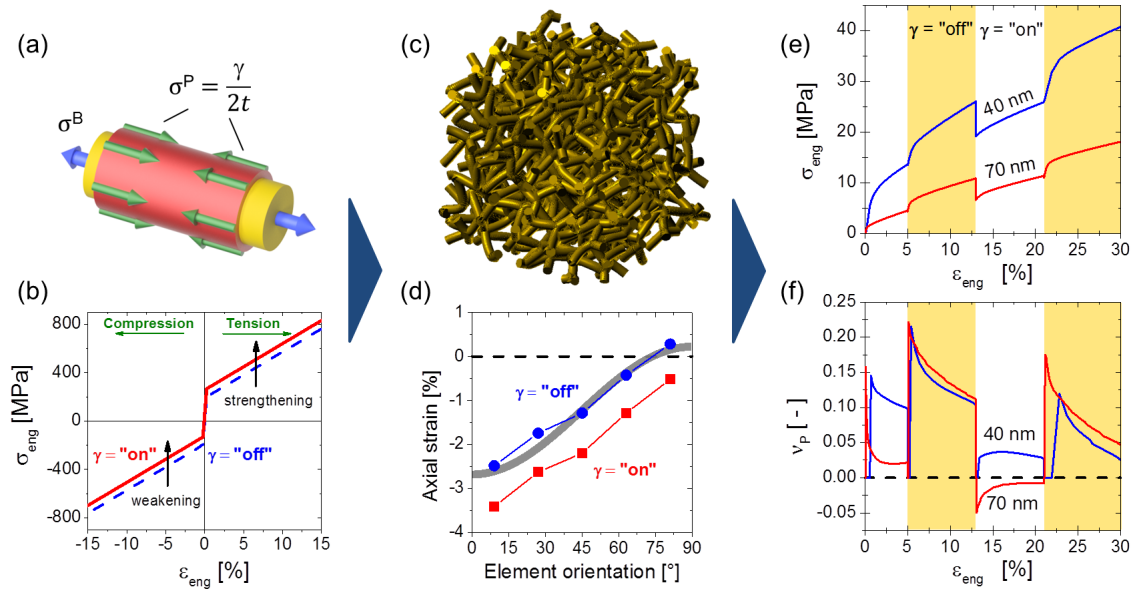 (a)
σᴾ = γ / 2t
σᴮ
(b)
800
400
0
-400
-800
σeng [MPa]
Compression
Tension
strengthening
γ = "on"
γ = "off"
weakening
-15 -10 -5 0 5 10 15
εeng [%]
(c)
(d)
1
0
-1
-2
-3
-4
Axial strain [%]
γ = "off"
γ = "on"
0 15 30 45 60 75 90
Element orientation [°]
(e)
γ = "off" γ = "on"
40
30
20
10
0
σeng [MPa]
40 nm
70 nm
0 5 10 15 20 25 30
εeng [%]
(f)
0.25
0.20
0.15
0.10
0.05
0.00
-0.05
νP [ - ]
40 nm
70 nm
0 5 10 15 20 25 30
εeng [%]